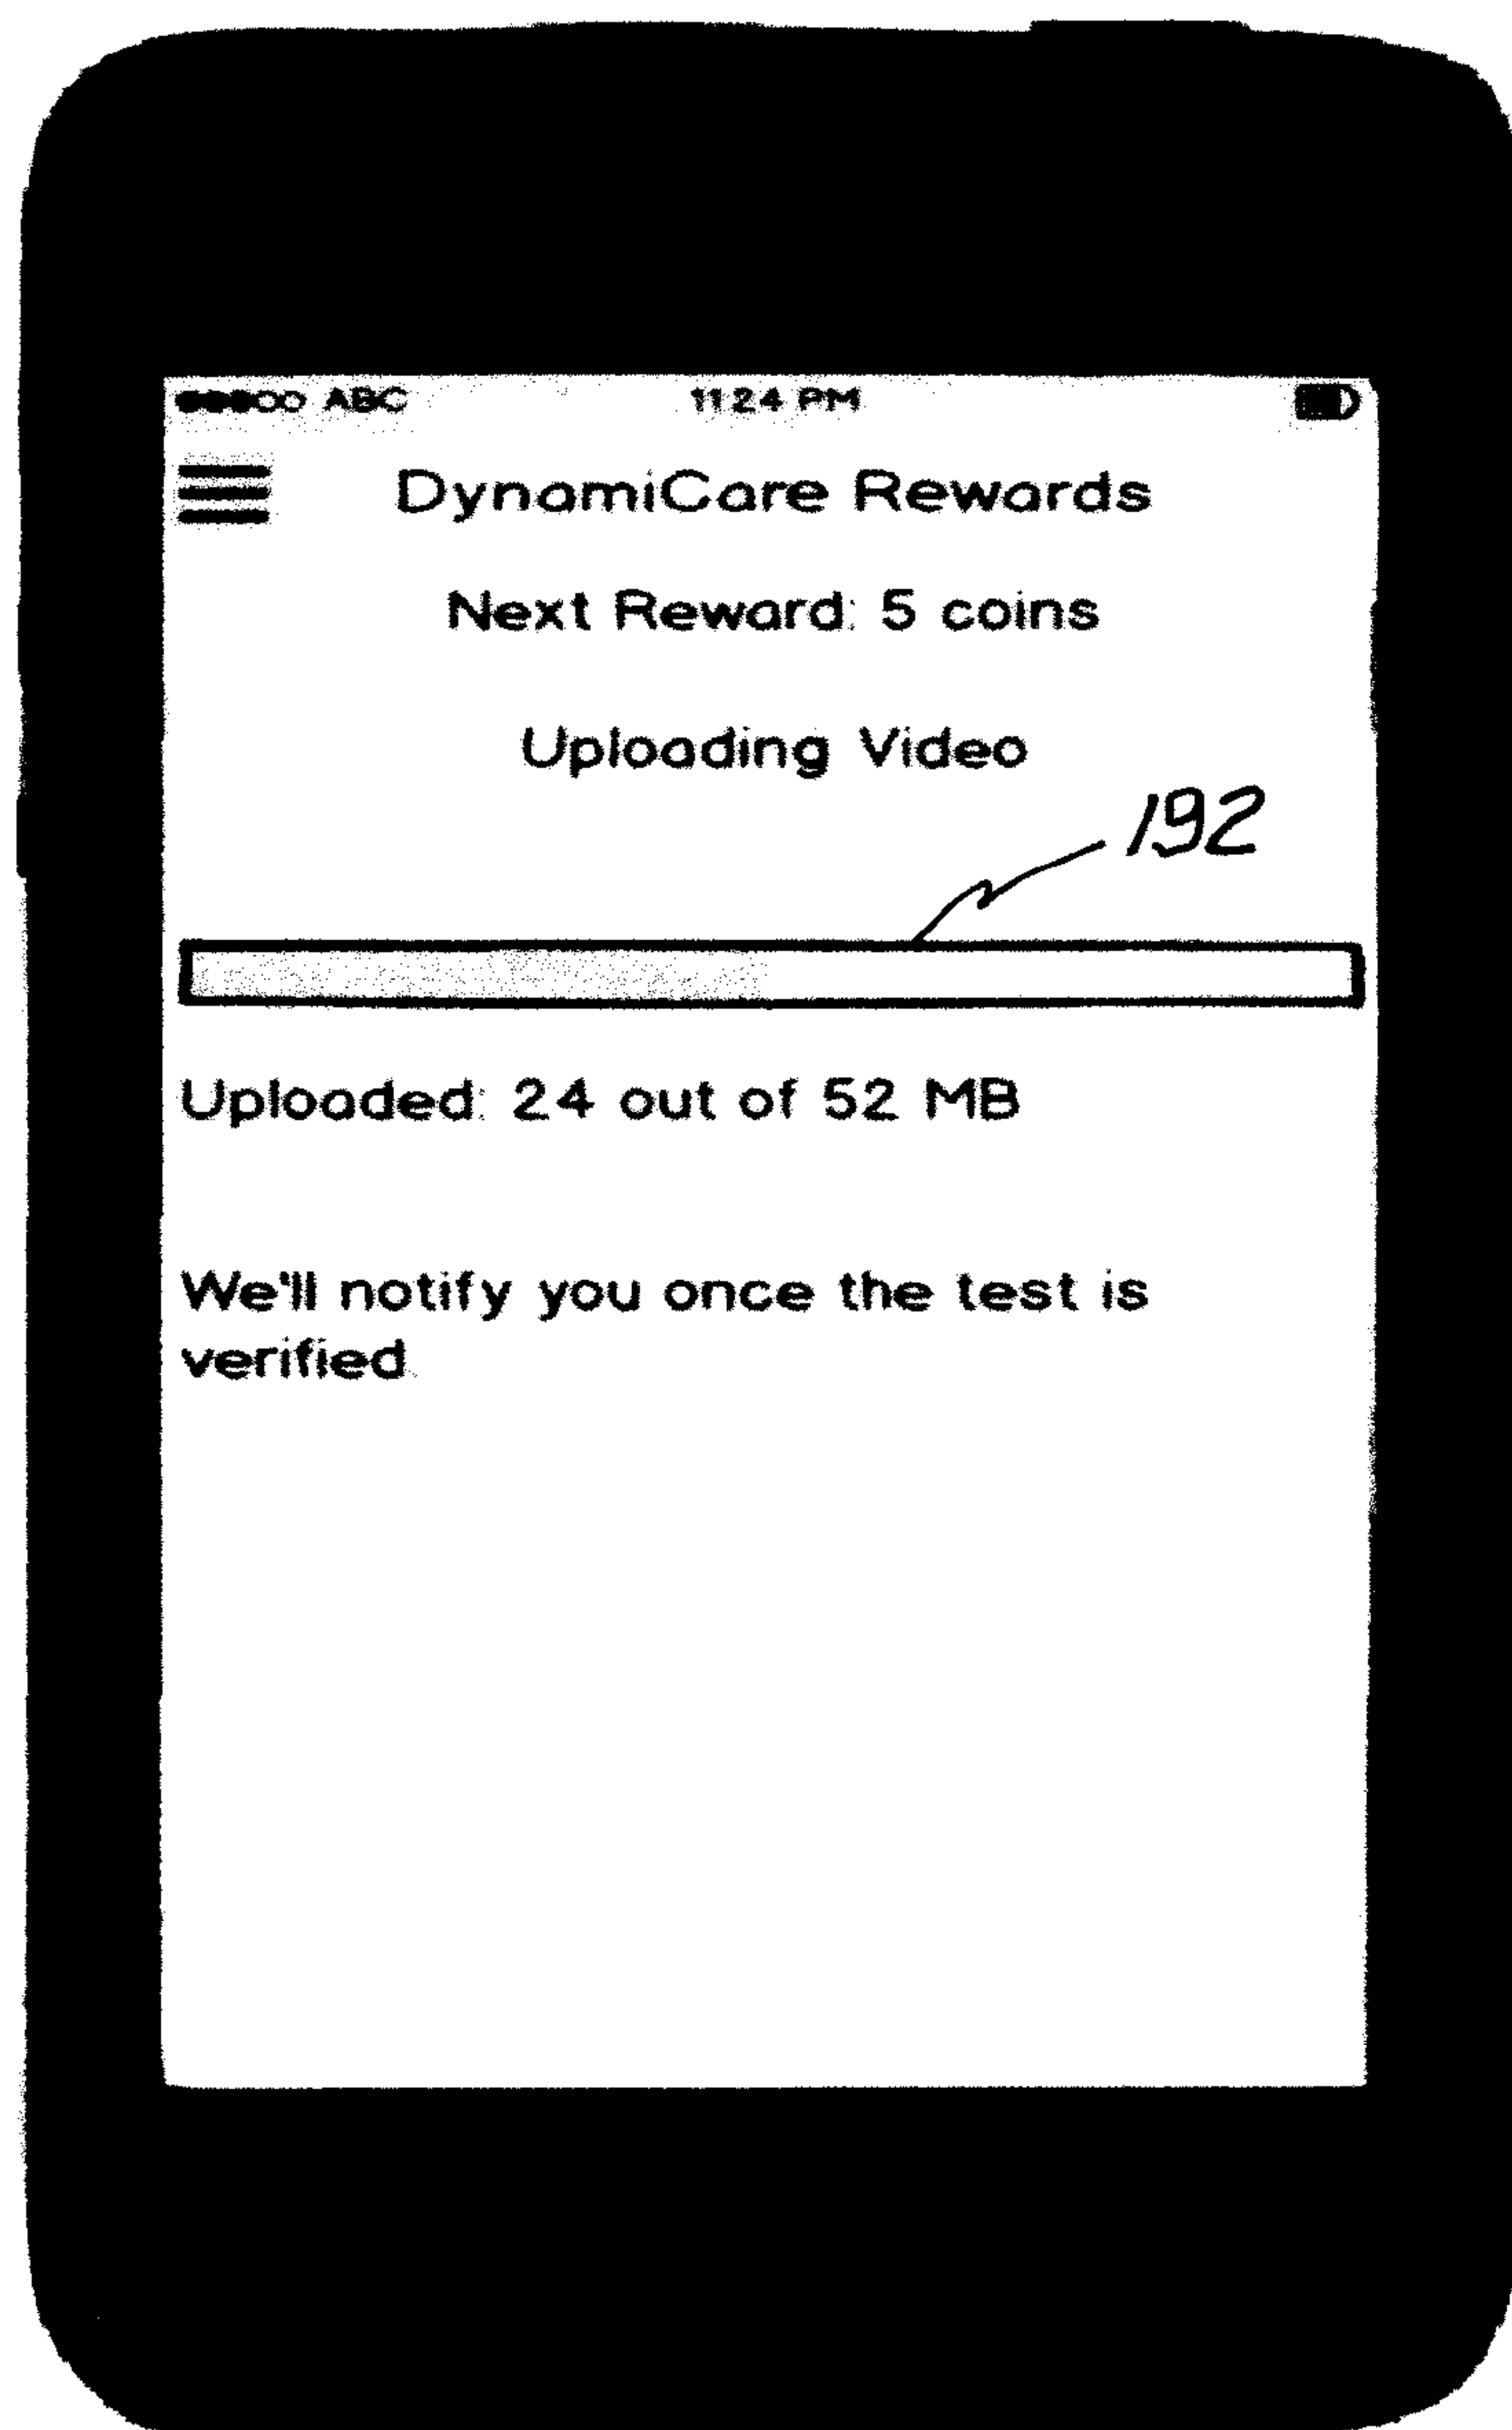 ABC 11:24 PM
DynamiCare Rewards
Next Reward: 5 coins
Uploading Video
192
Uploaded: 24 out of 52 MB
We'll notify you once the test is
verified.